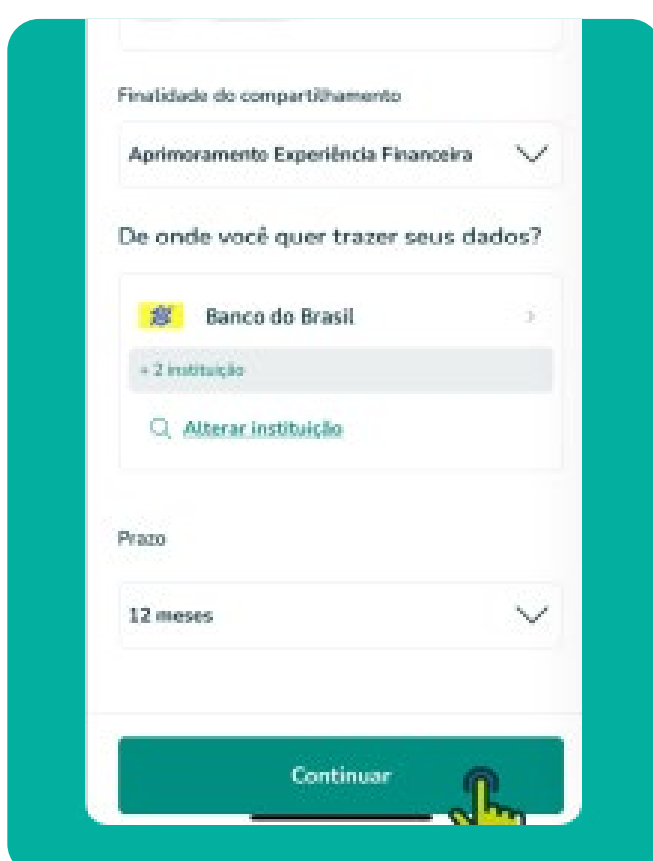 Finalidade do compartilhamento
Aprimoramento Experiência Financeira
De onde você quer trazer seus dados?
Banco do Brasil
+ 2 instituição
Alterar instituição
Prazo
12 meses
Continuar